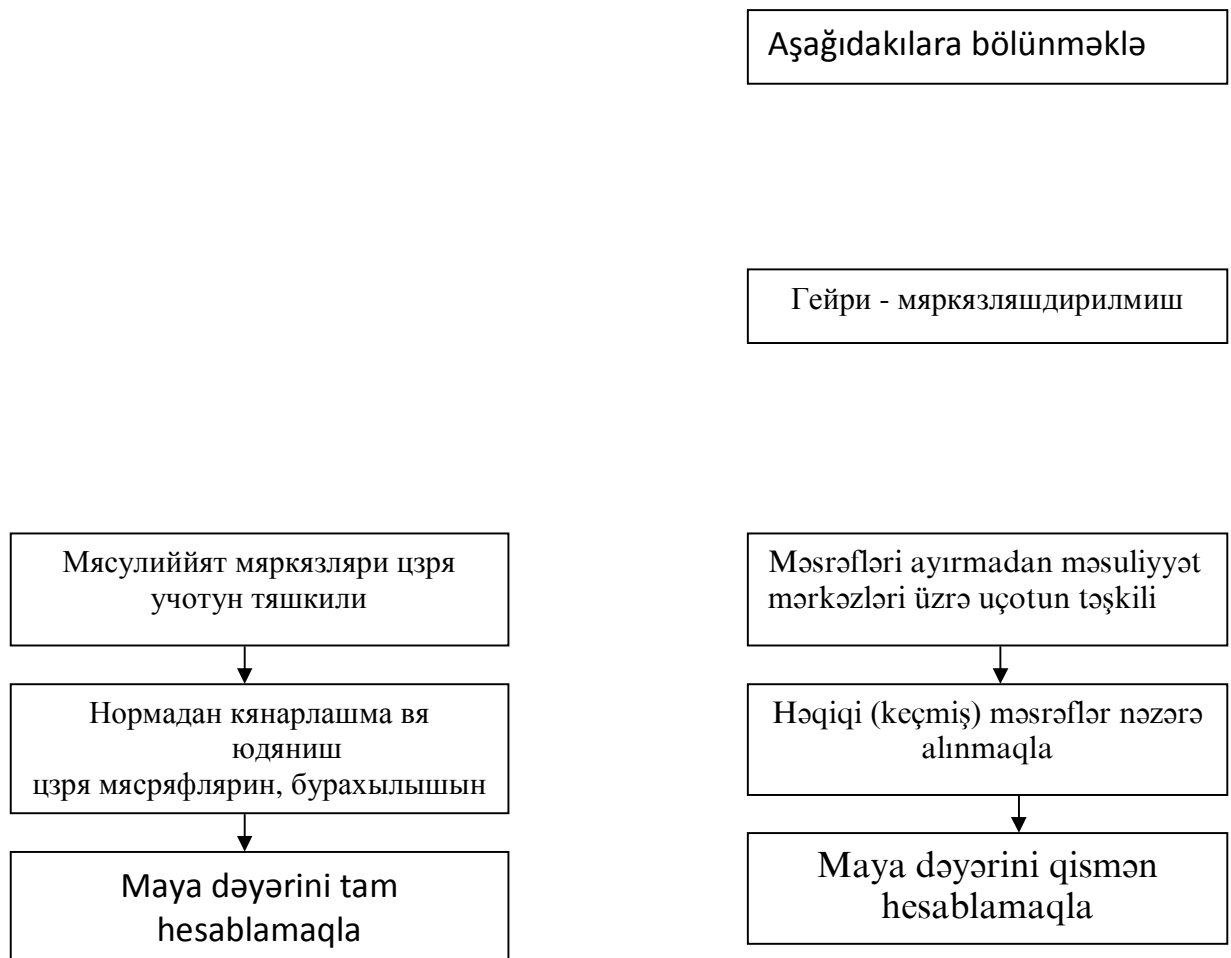 Aşağıdakılara bölünməklə
Гейри - мяркязляшдирилмиш
Мясулиййят мяркязляри цзря
учотун тяшкили
Məsrəfləri ayırmadan məsuliyyət
mərkəzləri üzrə uçotun təşkili
Нормадан кянарлашма вя
юдяниш
цзря мясряфлярин, бурахылышын
Həqiqi (keçmiş) məsrəflər nəzərə
alınmaqla
Maya dəyərini tam
hesablamaqla
Maya dəyərini qismən
hesablamaqla